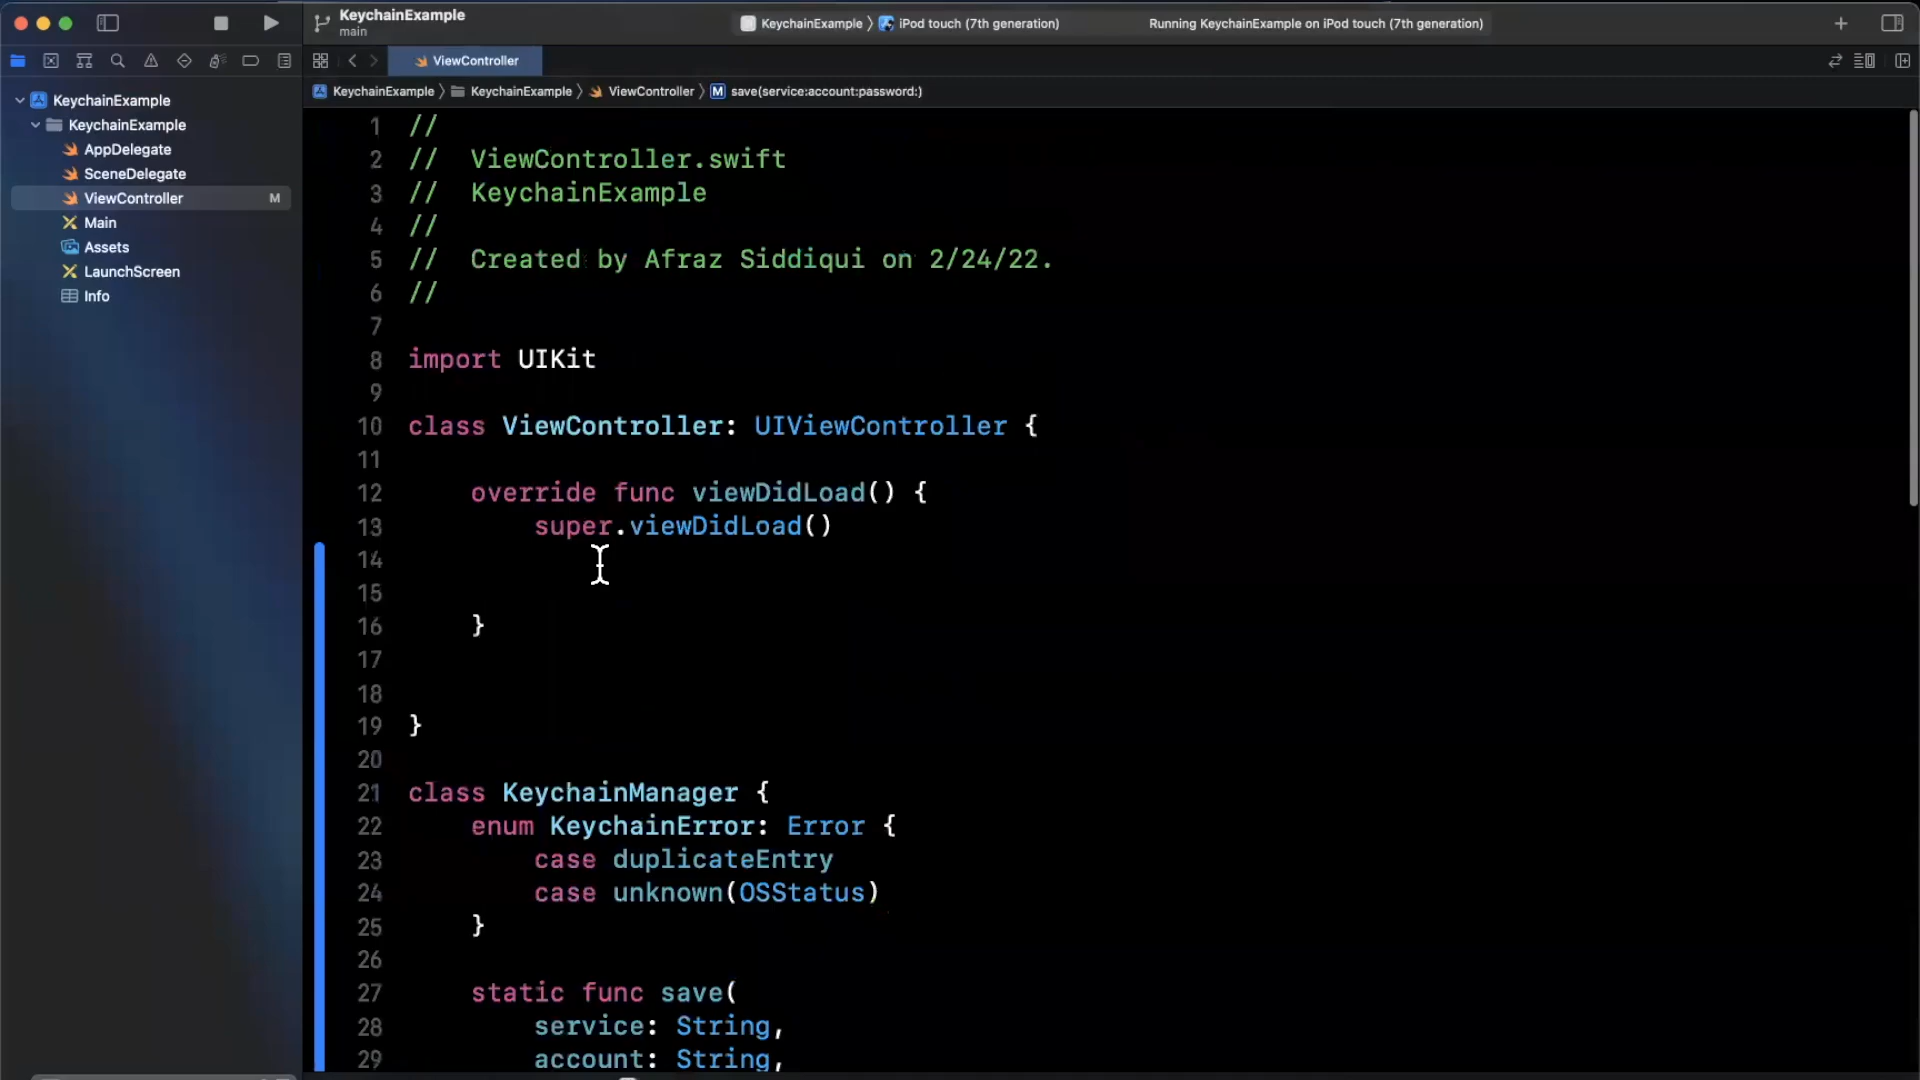 KeychainExample
main
KeychainExample
iPod touch (7th generation)
Running KeychainExample on iPod touch (7th generation)
ViewController
KeychainExample
KeychainExample
ViewController
M
save(service:account:password:)
KeychainExample
KeychainExample
AppDelegate
SceneDelegate
ViewController M
Main
Assets
LaunchScreen
Info
1 //
2 // ViewController.swift
3 // KeychainExample
4 //
5 // Created by Afraz Siddiqui on 2/24/22.
6 //
7
8 import UIKit
9
10 class ViewController: UIViewController {
11
12 override func viewDidLoad() {
13 super.viewDidLoad()
14
15
16 }
17
18
19 }
20
21 class KeychainManager {
22 enum KeychainError: Error {
23 case duplicateEntry
24 case unknown(OSStatus)
25 }
26
27 static func save(
28 service: String,
29 account: String,